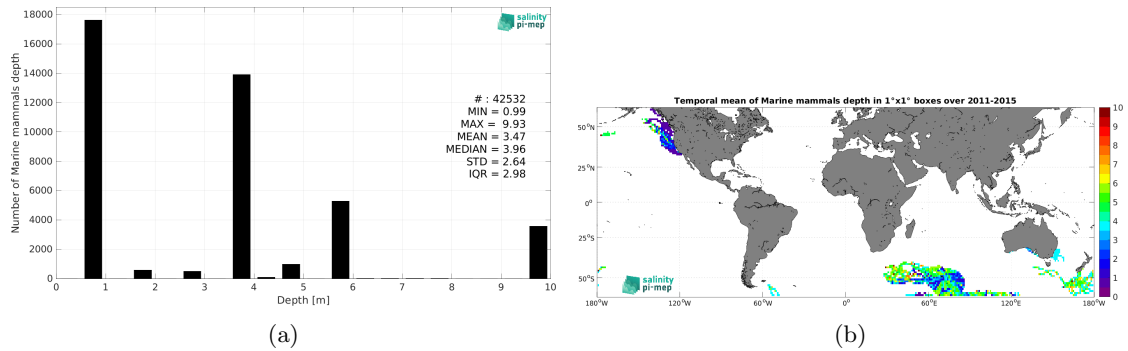 18000
16000
14000
12000
10000
8000
6000
4000
2000
0
Number of Marine mammals depth
salinity
pi-mep
# : 42532
MIN = 0.99
MAX = 9.93
MEAN = 3.47
MEDIAN = 3.96
STD = 2.64
IQR = 2.98
1 2 3 4 5 6 7 8 9 10
Depth [m]
(a)
Temporal mean of Marine mammals depth in 1°x1° boxes over 2011-2015
50°N
25°N
0°
25°S
50°S
180°W 120°W 60°W 0° 60°E 120°E 180°W
salinity
pi-mep
10
9
8
7
6
5
4
3
2
1
0
(b)